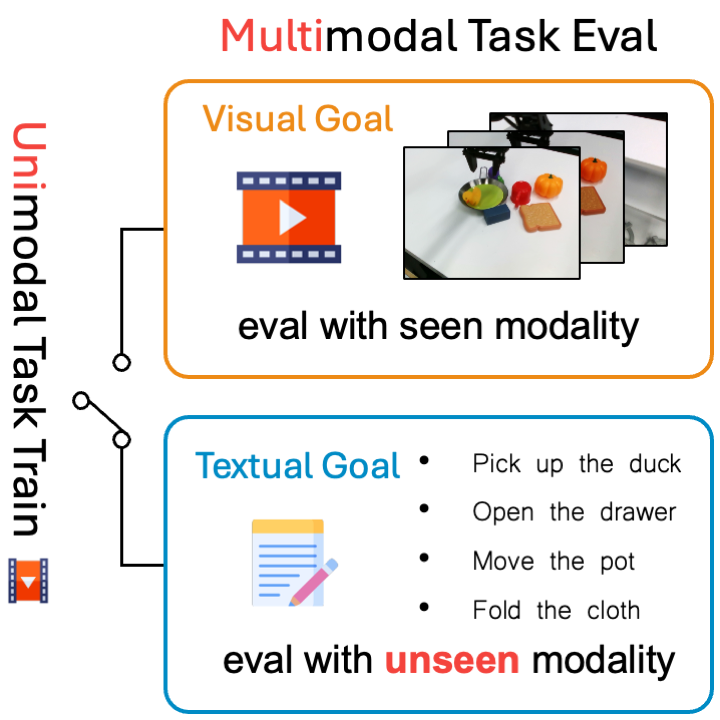 Multimodal Task Eval
Unimodal Task Train
Visual Goal
eval with seen modality
Textual Goal
• Pick up the duck
• Open the drawer
• Move the pot
• Fold the cloth
eval with unseen modality